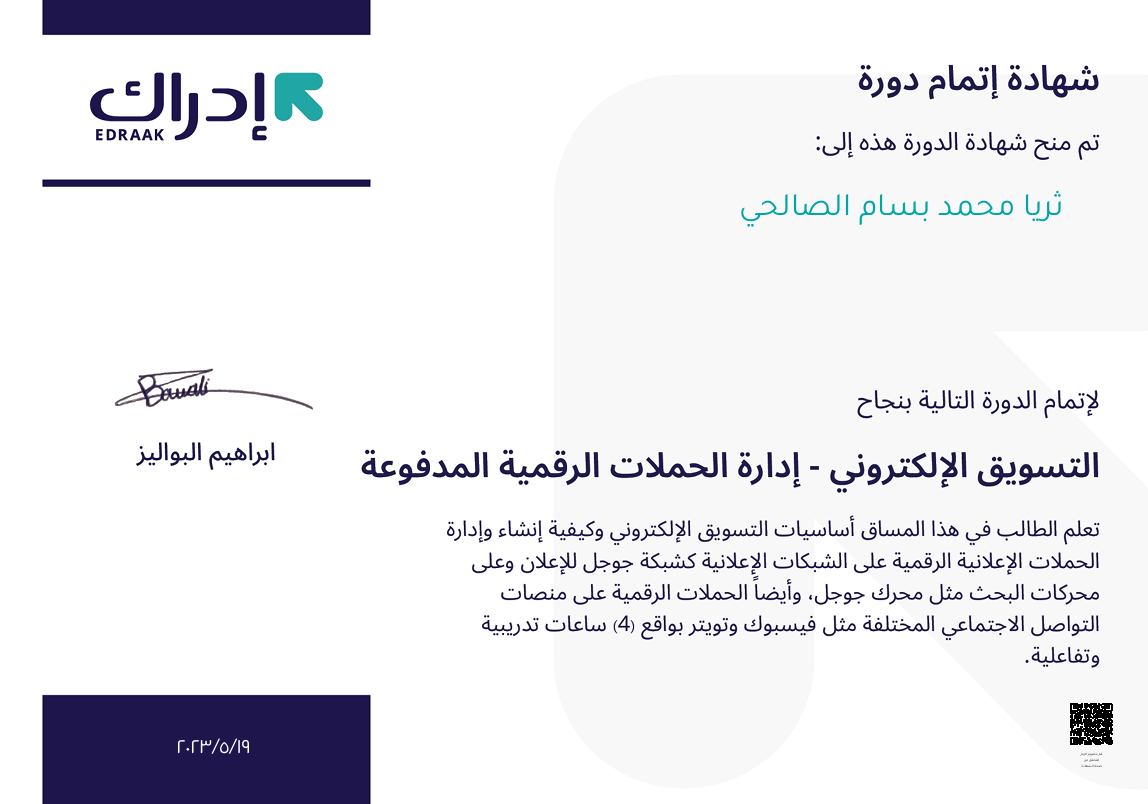 إدراك
EDRAAK
شهادة إتمام دورة
تم منح شهادة الدورة هذه إلى:
ثريا محمد بسام الصالحي
لإتمام الدورة التالية بنجاح
التسويق الإلكتروني - إدارة الحملات الرقمية المدفوعة
تعلم الطالب في هذا المساق أساسيات التسويق الإلكتروني وكيفية إنشاء وإدارة
الحملات الإعلانية الرقمية على الشبكات الإعلانية كشبكة جوجل للإعلان وعلى
محركات البحث مثل محرك جوجل، وأيضاً الحملات الرقمية على منصات
التواصل الاجتماعي المختلفة مثل فيسبوك وتويتر بواقع (4) ساعات تدريبية
وتفاعلية.
ابراهيم البواليز
٢٠٢٣/٥/١٩